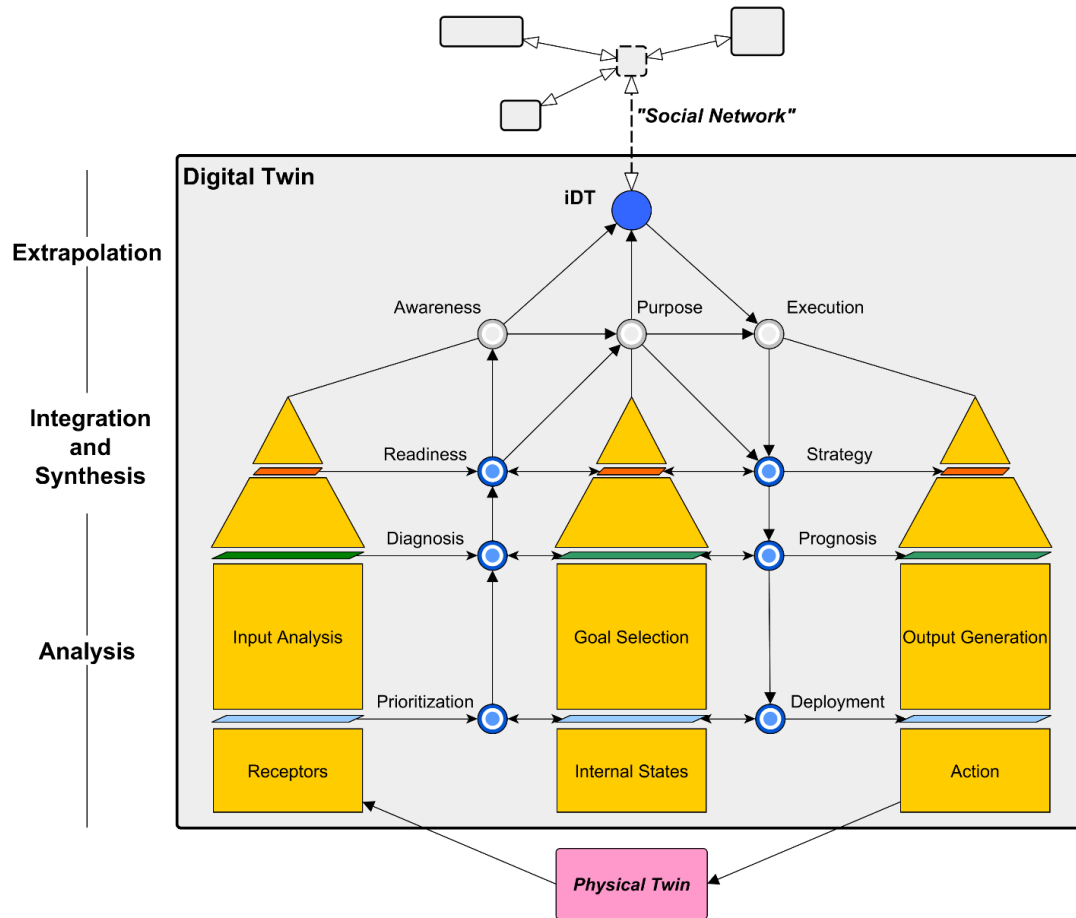 "Social Network"
Digital Twin
iDT
Extrapolation
Awareness
Purpose
Execution
Integration
and
Synthesis
Readiness
Strategy
Diagnosis
Prognosis
Input Analysis
Goal Selection
Output Generation
Analysis
Prioritization
Deployment
Receptors
Internal States
Action
Physical Twin